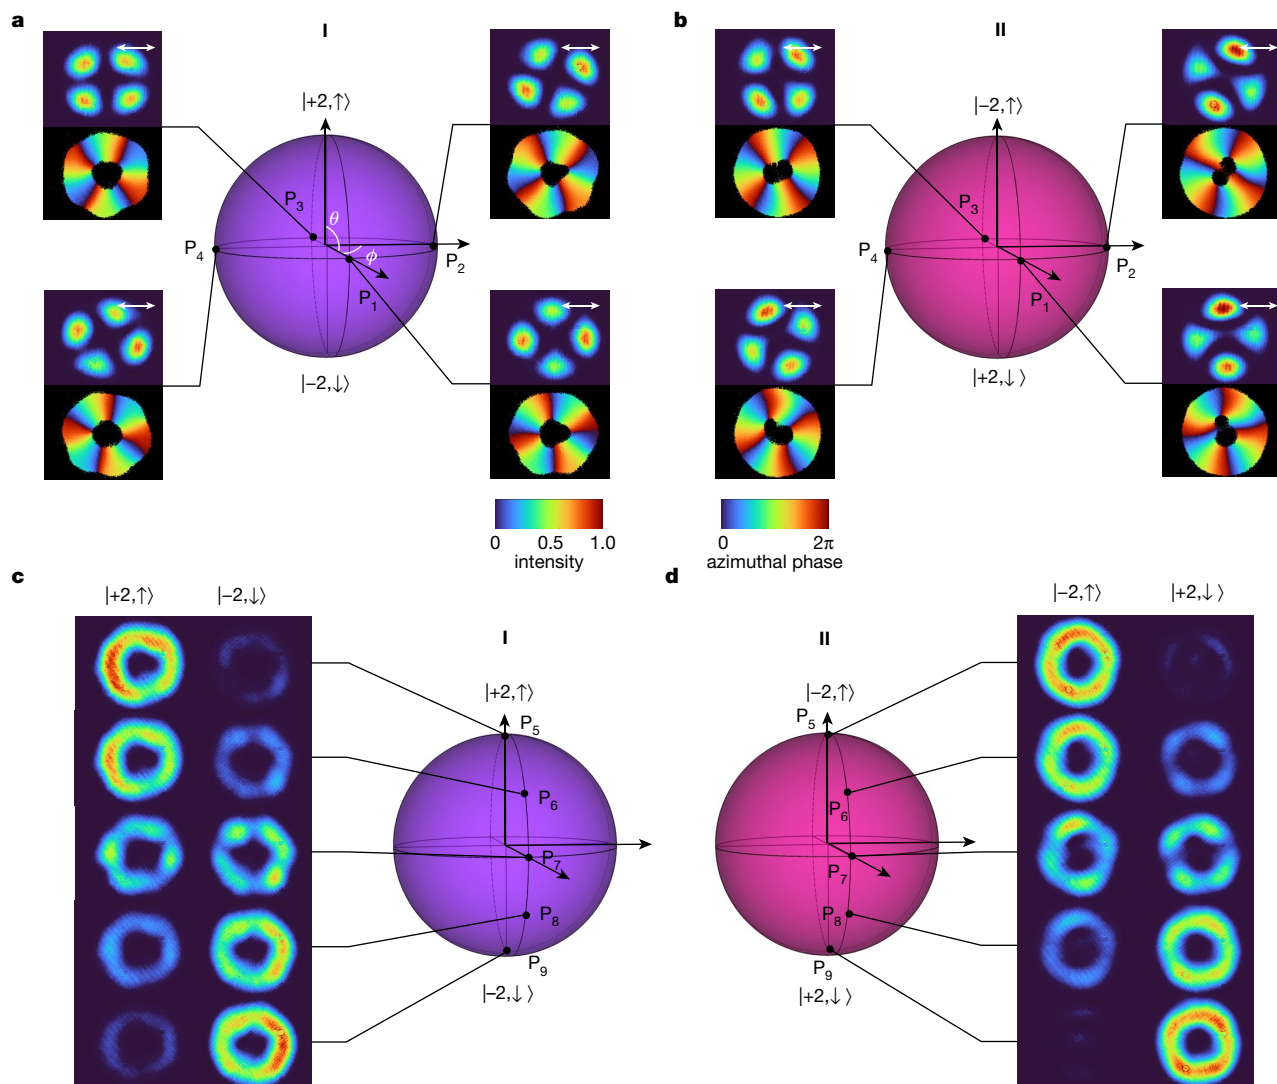 a
I
b
II
|+2,↑⟩
|−2,↑⟩
P3
θ
P4
ϕ
P2
P1
P3
P4
P2
P1
|−2,↓⟩
|+2,↓⟩
0 0.5 1.0
intensity
0 2π
azimuthal phase
c
d
|+2,↑⟩ |−2,↓⟩
|−2,↑⟩ |+2,↓⟩
I
II
|+2,↑⟩
|−2,↑⟩
P5
P6
P7
P8
P9
|−2,↓⟩
P5
P6
P7
P8
P9
|+2,↓⟩